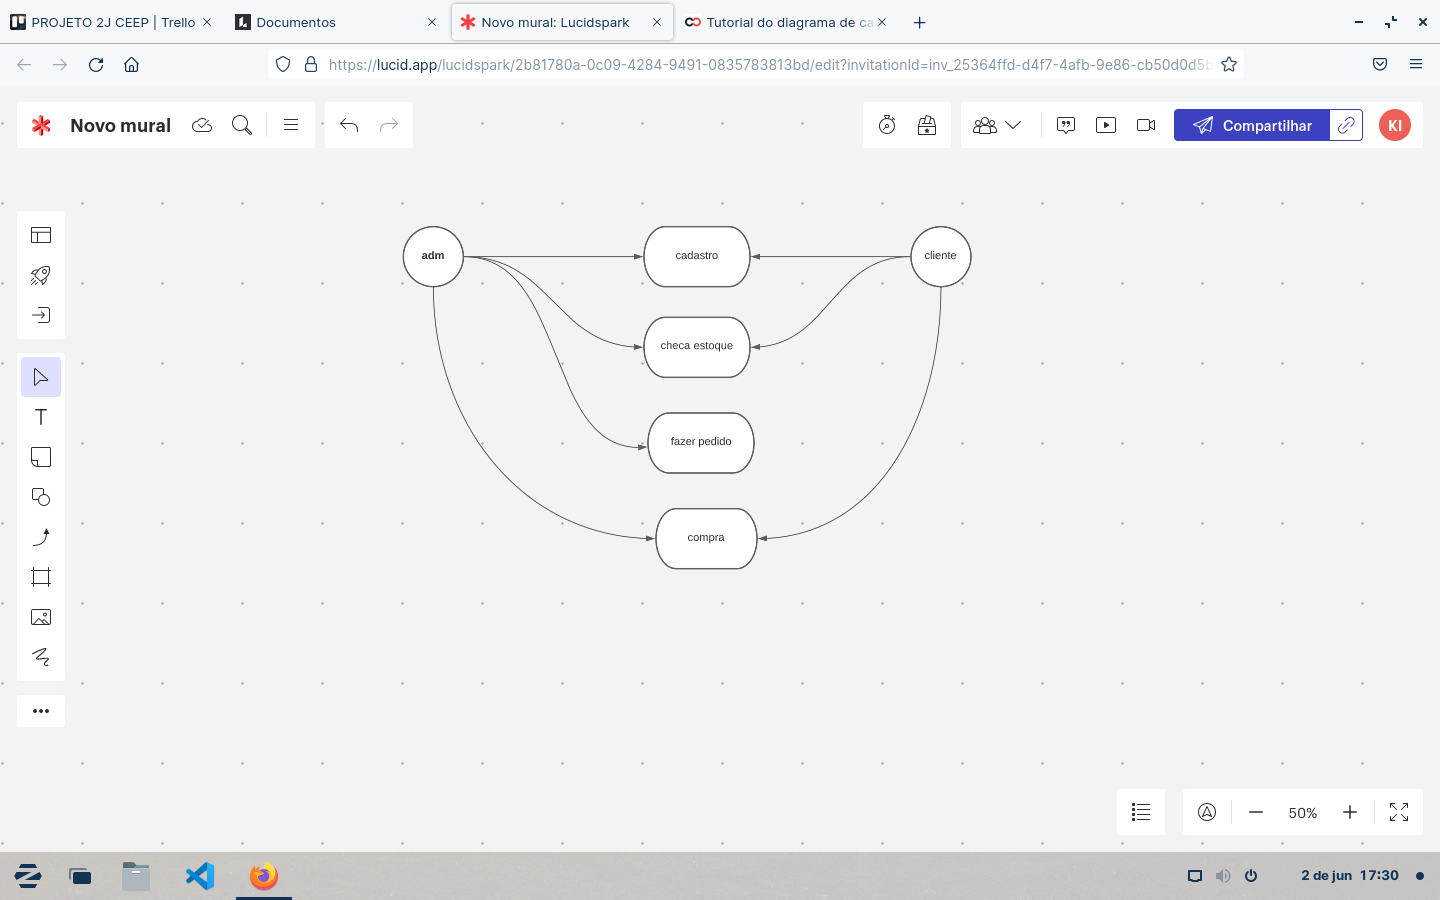 PROJETO 2J CEEP | Trello
Documentos
Novo mural: Lucidspark
Tutorial do diagrama de ca
https://lucid.app/lucidspark/2b81780a-0c09-4284-9491-0835783813bd/edit?invitationId=inv_25364ffd-d4f7-4afb-9e86-cb50d0d5b
Novo mural
Compartilhar
KI
T
adm
cadastro
cliente
checa estoque
fazer pedido
compra
50%
2 de jun 17:30